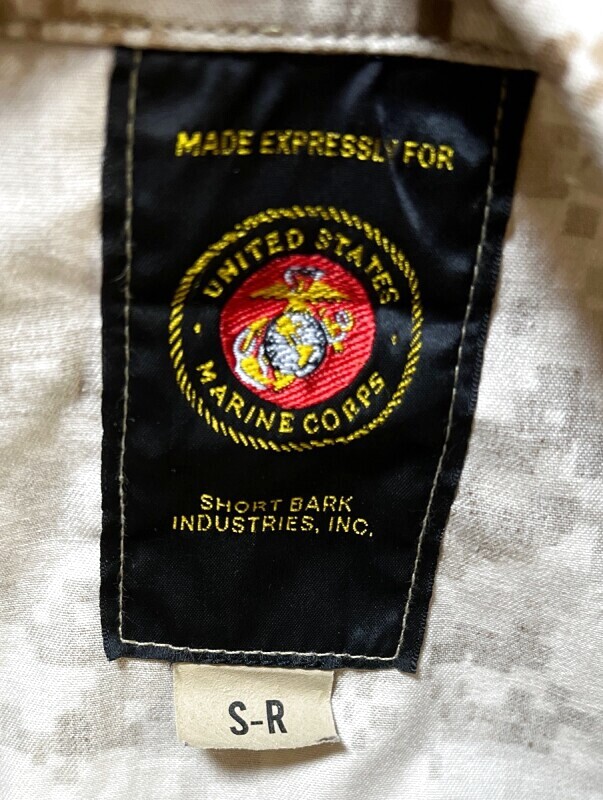 MADE EXPRESSLY FOR
UNITED STATES
MARINE CORPS
SHORT BARK
INDUSTRIES, INC.
S-R